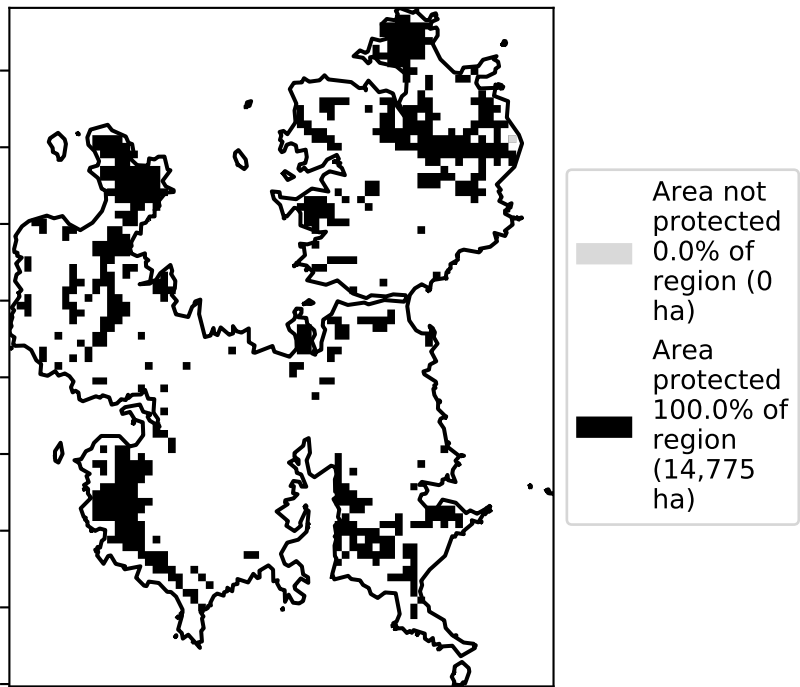 Area not
protected
0.0% of
region (0
ha)
Area
protected
100.0% of
region
(14,775
ha)